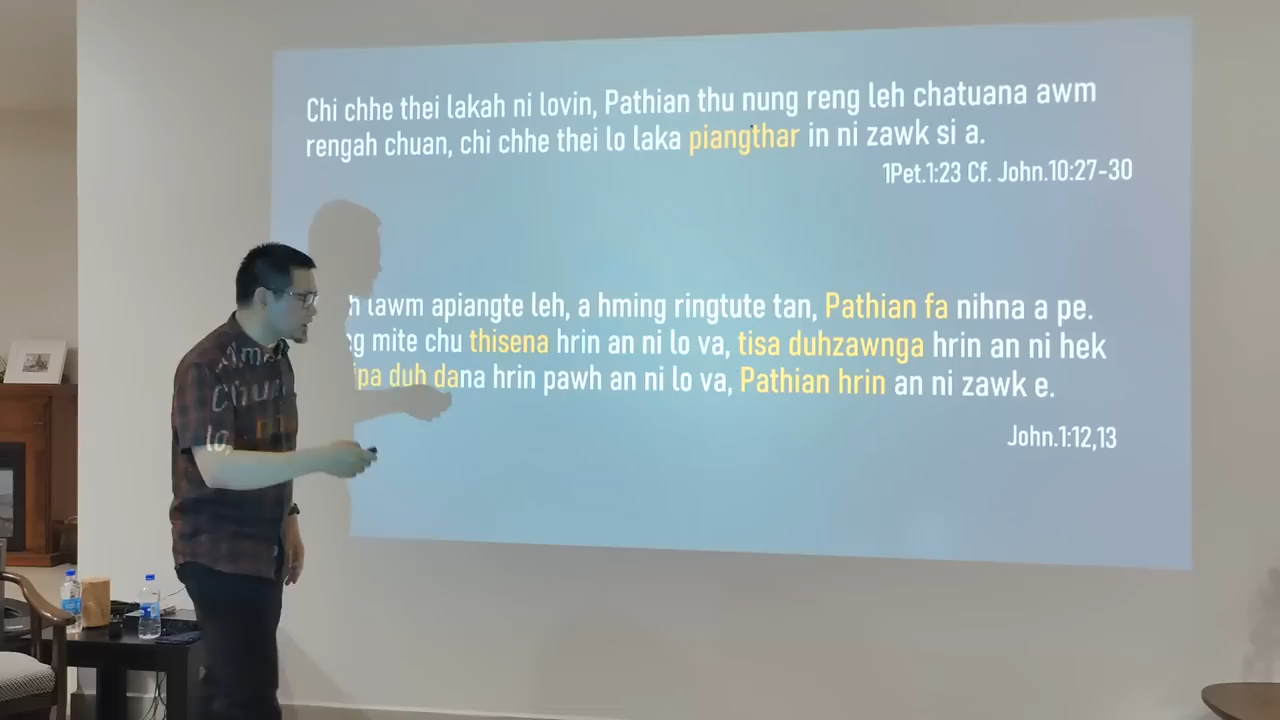 Chi chhe thei lakah ni lovin, Pathian thu nung reng leh chatuana awm
rengah chuan, chi chhe thei lo laka piangthar in ni zawk si a.
1Pet.1:23 Cf. John.10:27-30
lawm apiangte leh, a hming ringtute tan, Pathian fa nihna a pe.
mite chu thisena hrin an ni lo va, tisa duhzawnga hrin an ni hek
duh dana hrin pawh an ni lo va, Pathian hrin an ni zawk e.
John.1:12,13